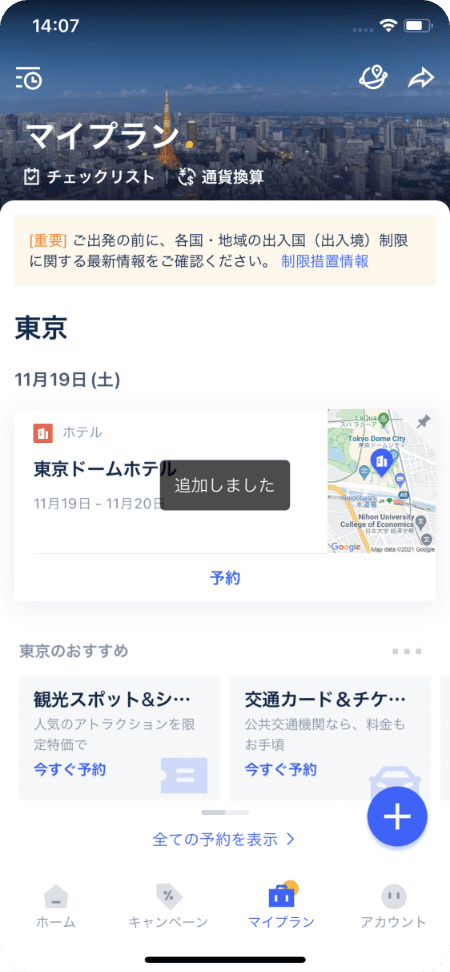 14:07
マイプラン
チェックリスト
通貨換算
[重要] ご出発の前に、各国・地域の出入国（出入境）制限
に関する最新情報をご確認ください。 制限措置情報
東京
11月19日 (土)
ホテル
東京ドームホテル
11月19日 - 11月20日
追加しました
LaQua
スパ ラクーア
Tokyo Dome City
東京ドームシティ
Suidobashi
水道橋
Nihon University
College of Economics
日本大学 経済学部
Google
Map data ©2021 Google
予約
東京のおすすめ
観光スポット&シ…
人気のアトラクションを限
定特価で
今すぐ予約
交通カード＆チケ…
公共交通機関なら、料金も
お手頃
今すぐ予約
全ての予約を表示
ホーム
キャンペーン
マイプラン
アカウント